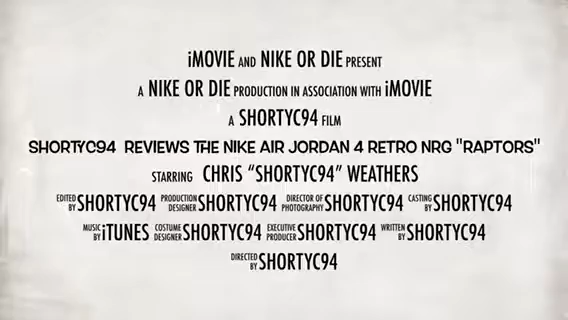 iMOVIE AND NIKE OR DIE PRESENT
A NIKE OR DIE PRODUCTION IN ASSOCIATION WITH iMOVIE
A SHORTYC94 FILM
SHORTYC94 REVIEWS THE NIKE AIR JORDAN 4 RETRO NRG "RAPTORS"
STARRING CHRIS “SHORTYC94” WEATHERS
EDITED BY SHORTYC94 PRODUCTION DESIGNER SHORTYC94 DIRECTOR OF PHOTOGRAPHY SHORTYC94 CASTING BY SHORTYC94
MUSIC BY iTUNES COSTUME DESIGNER SHORTYC94 EXECUTIVE PRODUCER SHORTYC94 WRITTEN BY SHORTYC94
DIRECTED BY SHORTYC94